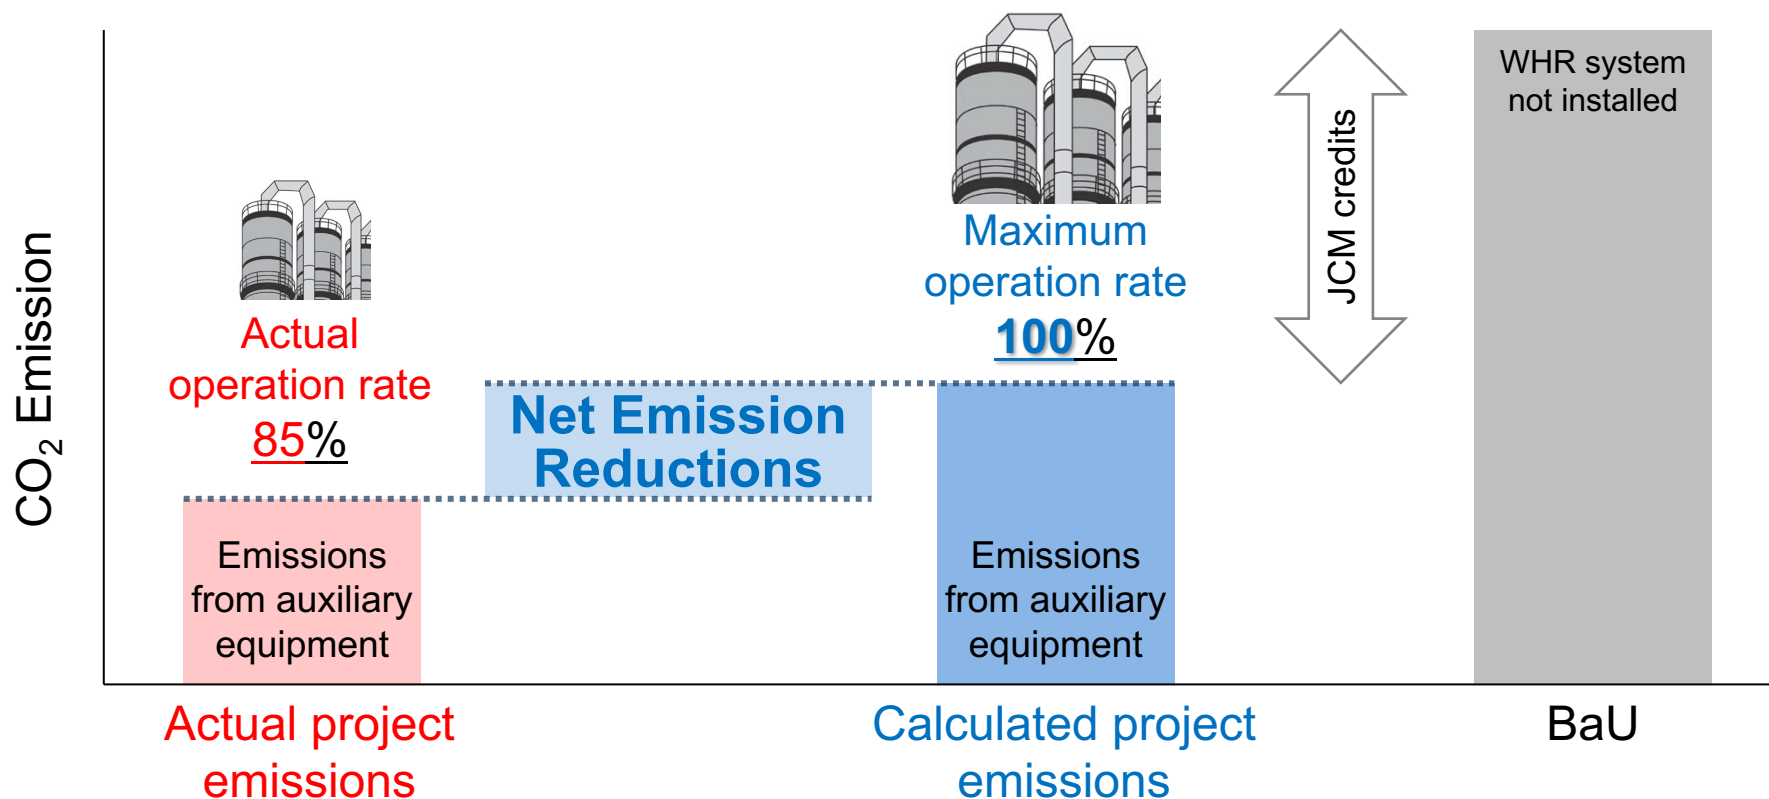 CO₂ Emission
Actual
operation rate
85%
Emissions
from auxiliary
equipment
Actual project
emissions
Net Emission
Reductions
Maximum
operation rate
100%
Emissions
from auxiliary
equipment
Calculated project
emissions
JCM credits
WHR system
not installed
BaU